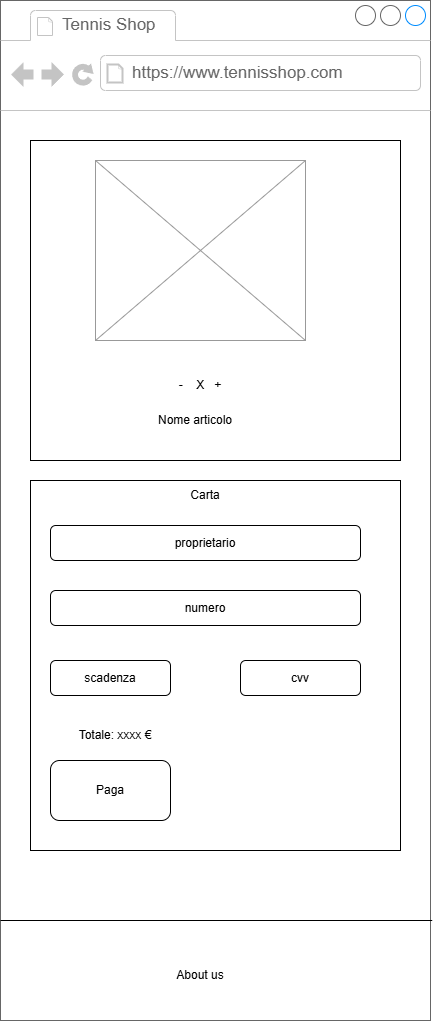 Tennis Shop
https://www.tennisshop.com
- X +
Nome articolo
Carta
proprietario
numero
scadenza cvv
Totale: xxxx €
Paga
About us